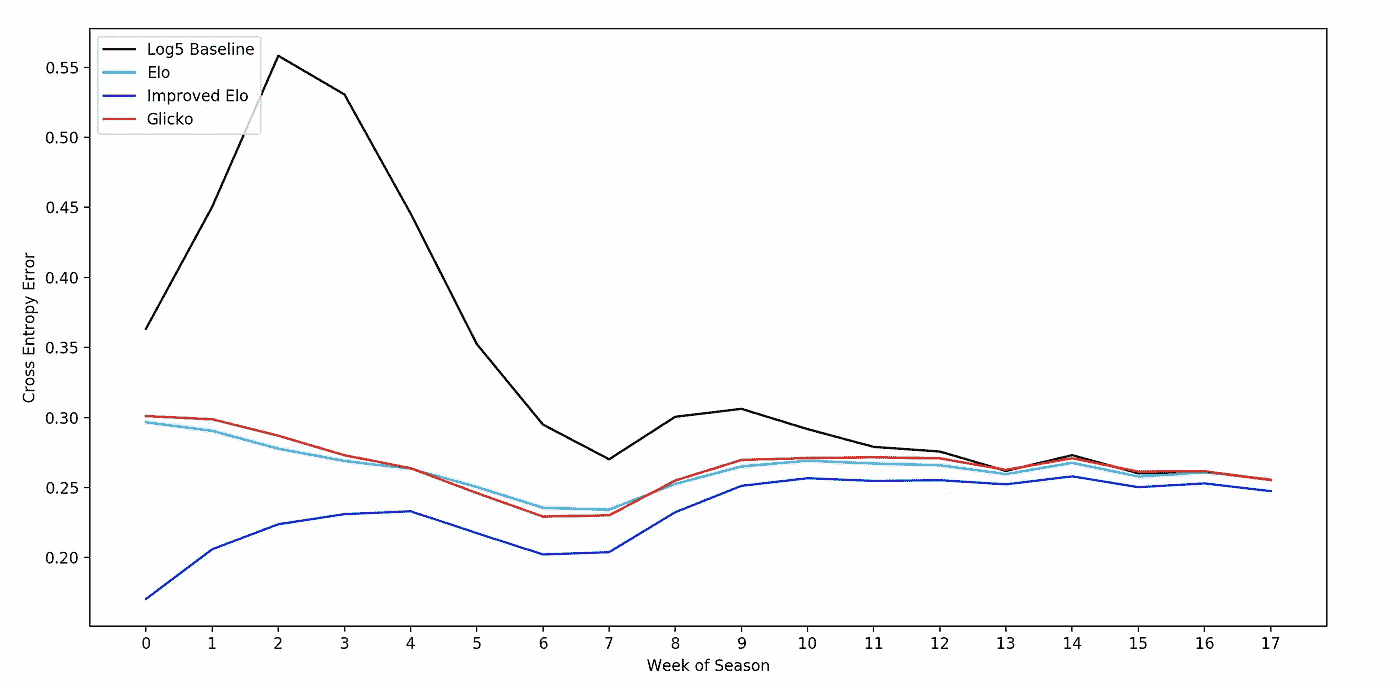 Log5 Baseline
Elo
Improved Elo
Glicko
0.55
0.50
0.45
0.40
0.35
0.30
0.25
0.20
Cross Entropy Error
0 1 2 3 4 5 6 7 8 9 10 11 12 13 14 15 16 17
Week of Season